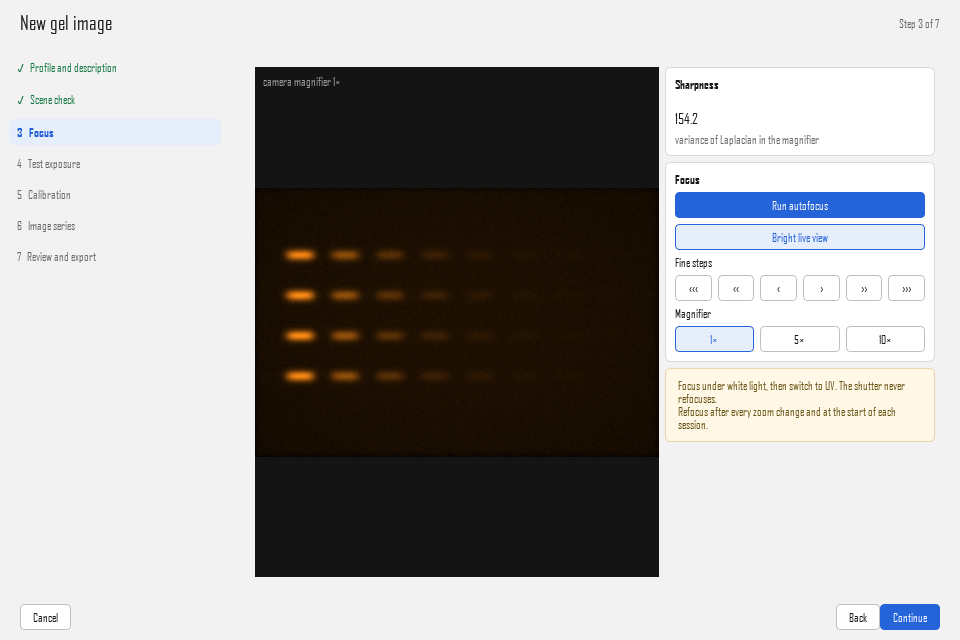 New gel image
Step 3 of 7
✓ Profile and description
✓ Scene check
3 Focus
4 Test exposure
5 Calibration
6 Image series
7 Review and export
camera magnifier 1×
Sharpness
154.2
variance of Laplacian in the magnifier
Focus
Run autofocus
Bright live view
Fine steps
‹‹‹ ‹‹ ‹ › ›› ›››
Magnifier
1× 5× 10×
Focus under white light, then switch to UV. The shutter never
refocuses.
Refocus after every zoom change and at the start of each
session.
Cancel
Back
Continue